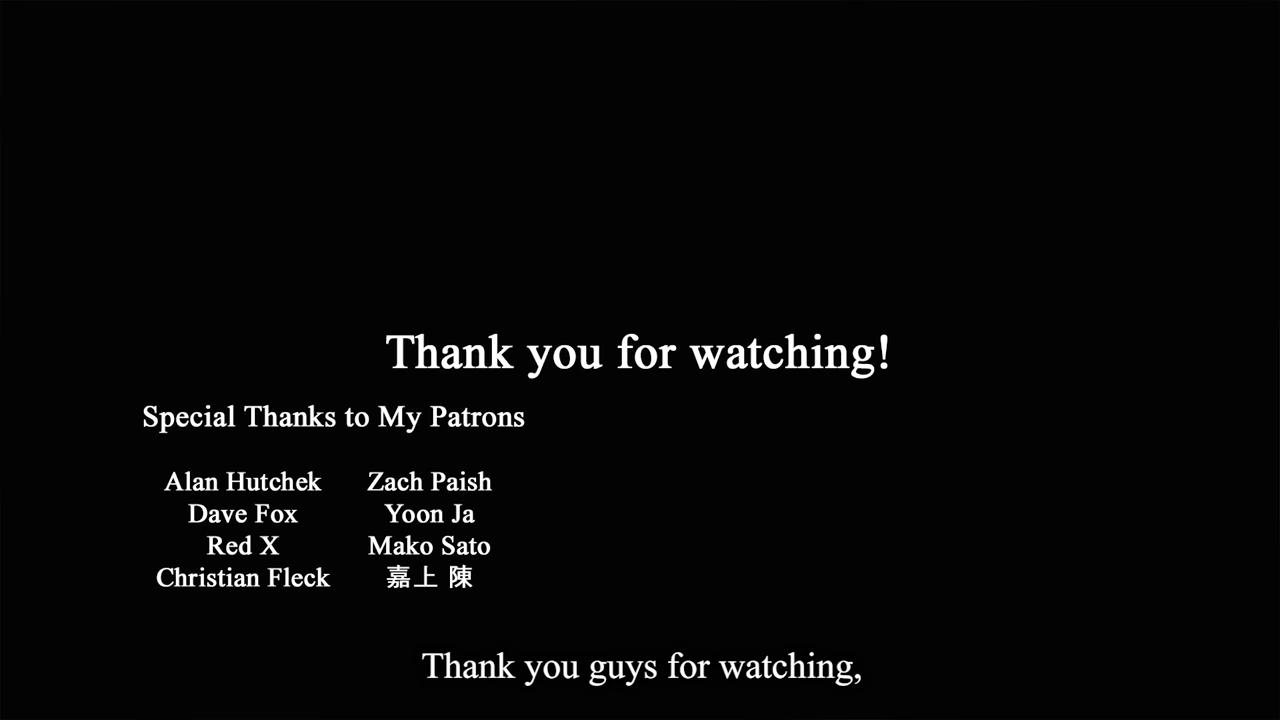 Thank you for watching!
Special Thanks to My Patrons
Alan Hutchek Zach Paish
Dave Fox Yoon Ja
Red X Mako Sato
Christian Fleck 嘉上 陳
Thank you guys for watching,